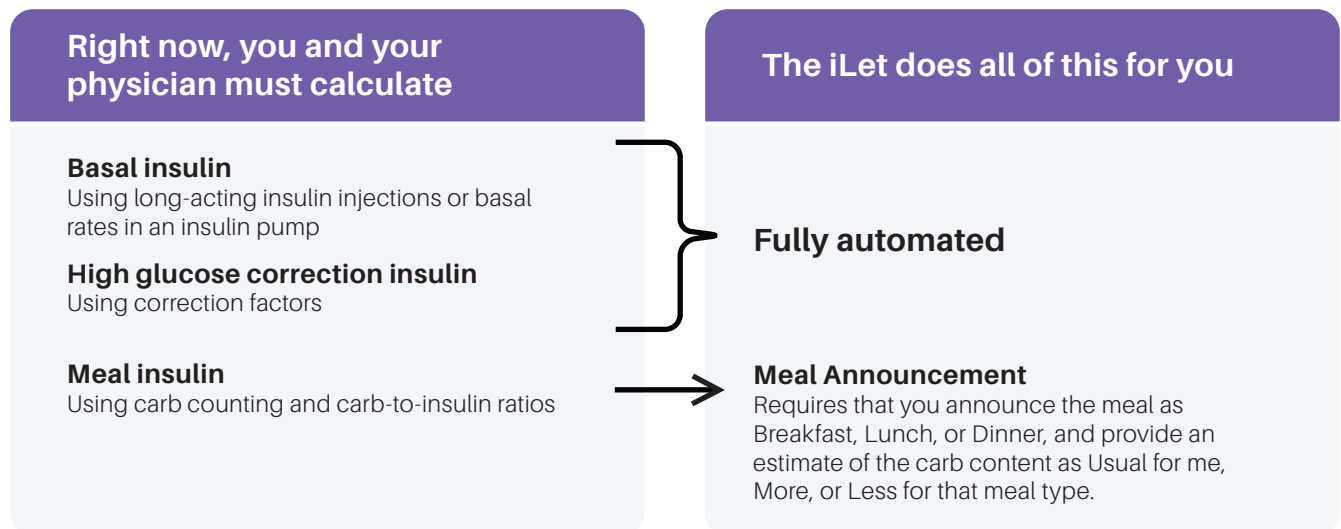 Right now, you and your
physician must calculate
Basal insulin
Using long-acting insulin injections or basal
rates in an insulin pump
High glucose correction insulin
Using correction factors
Meal insulin
Using carb counting and carb-to-insulin ratios
The iLet does all of this for you
Fully automated
Meal Announcement
Requires that you announce the meal as
Breakfast, Lunch, or Dinner, and provide an
estimate of the carb content as Usual for me,
More, or Less for that meal type.